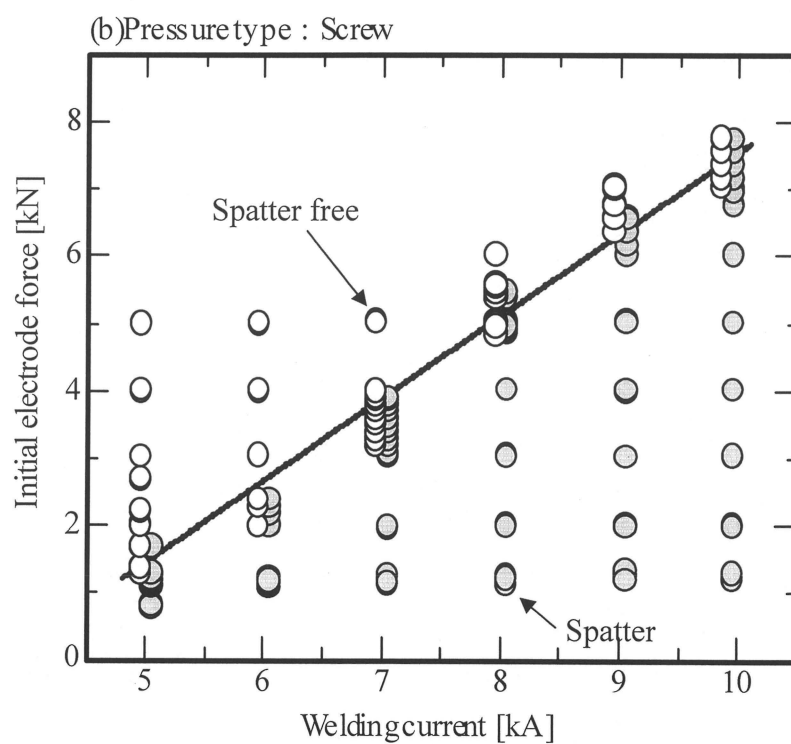 (b)Pressure type : Screw
8
Spatter free
6
4
2
Spatter
0
5 6 7 8 9 10
Initial electrode force [kN]
Welding current [kA]